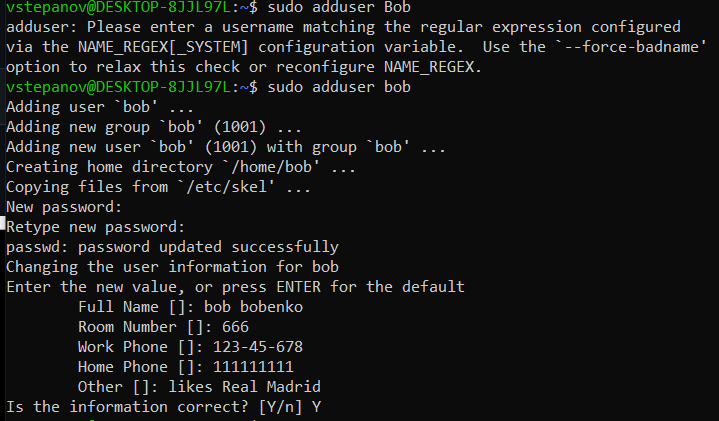 vstepanov@DESKTOP-8JJL97L:~$ sudo adduser Bob
adduser: Please enter a username matching the regular expression configured
via the NAME_REGEX[_SYSTEM] configuration variable.  Use the `--force-badname'
option to relax this check or reconfigure NAME_REGEX.
vstepanov@DESKTOP-8JJL97L:~$ sudo adduser bob
Adding user `bob' ...
Adding new group `bob' (1001) ...
Adding new user `bob' (1001) with group `bob' ...
Creating home directory `/home/bob' ...
Copying files from `/etc/skel' ...
New password:
Retype new password:
passwd: password updated successfully
Changing the user information for bob
Enter the new value, or press ENTER for the default
        Full Name []: bob bobenko
        Room Number []: 666
        Work Phone []: 123-45-678
        Home Phone []: 111111111
        Other []: likes Real Madrid
Is the information correct? [Y/n] Y